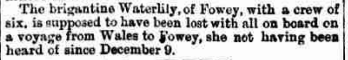 The brigantine Waterlily, of Fowey, with a crew of
six, is supposed to have been lost with all on board on
a voyage from Wales to Fowey, she not having been
heard of since December 9.